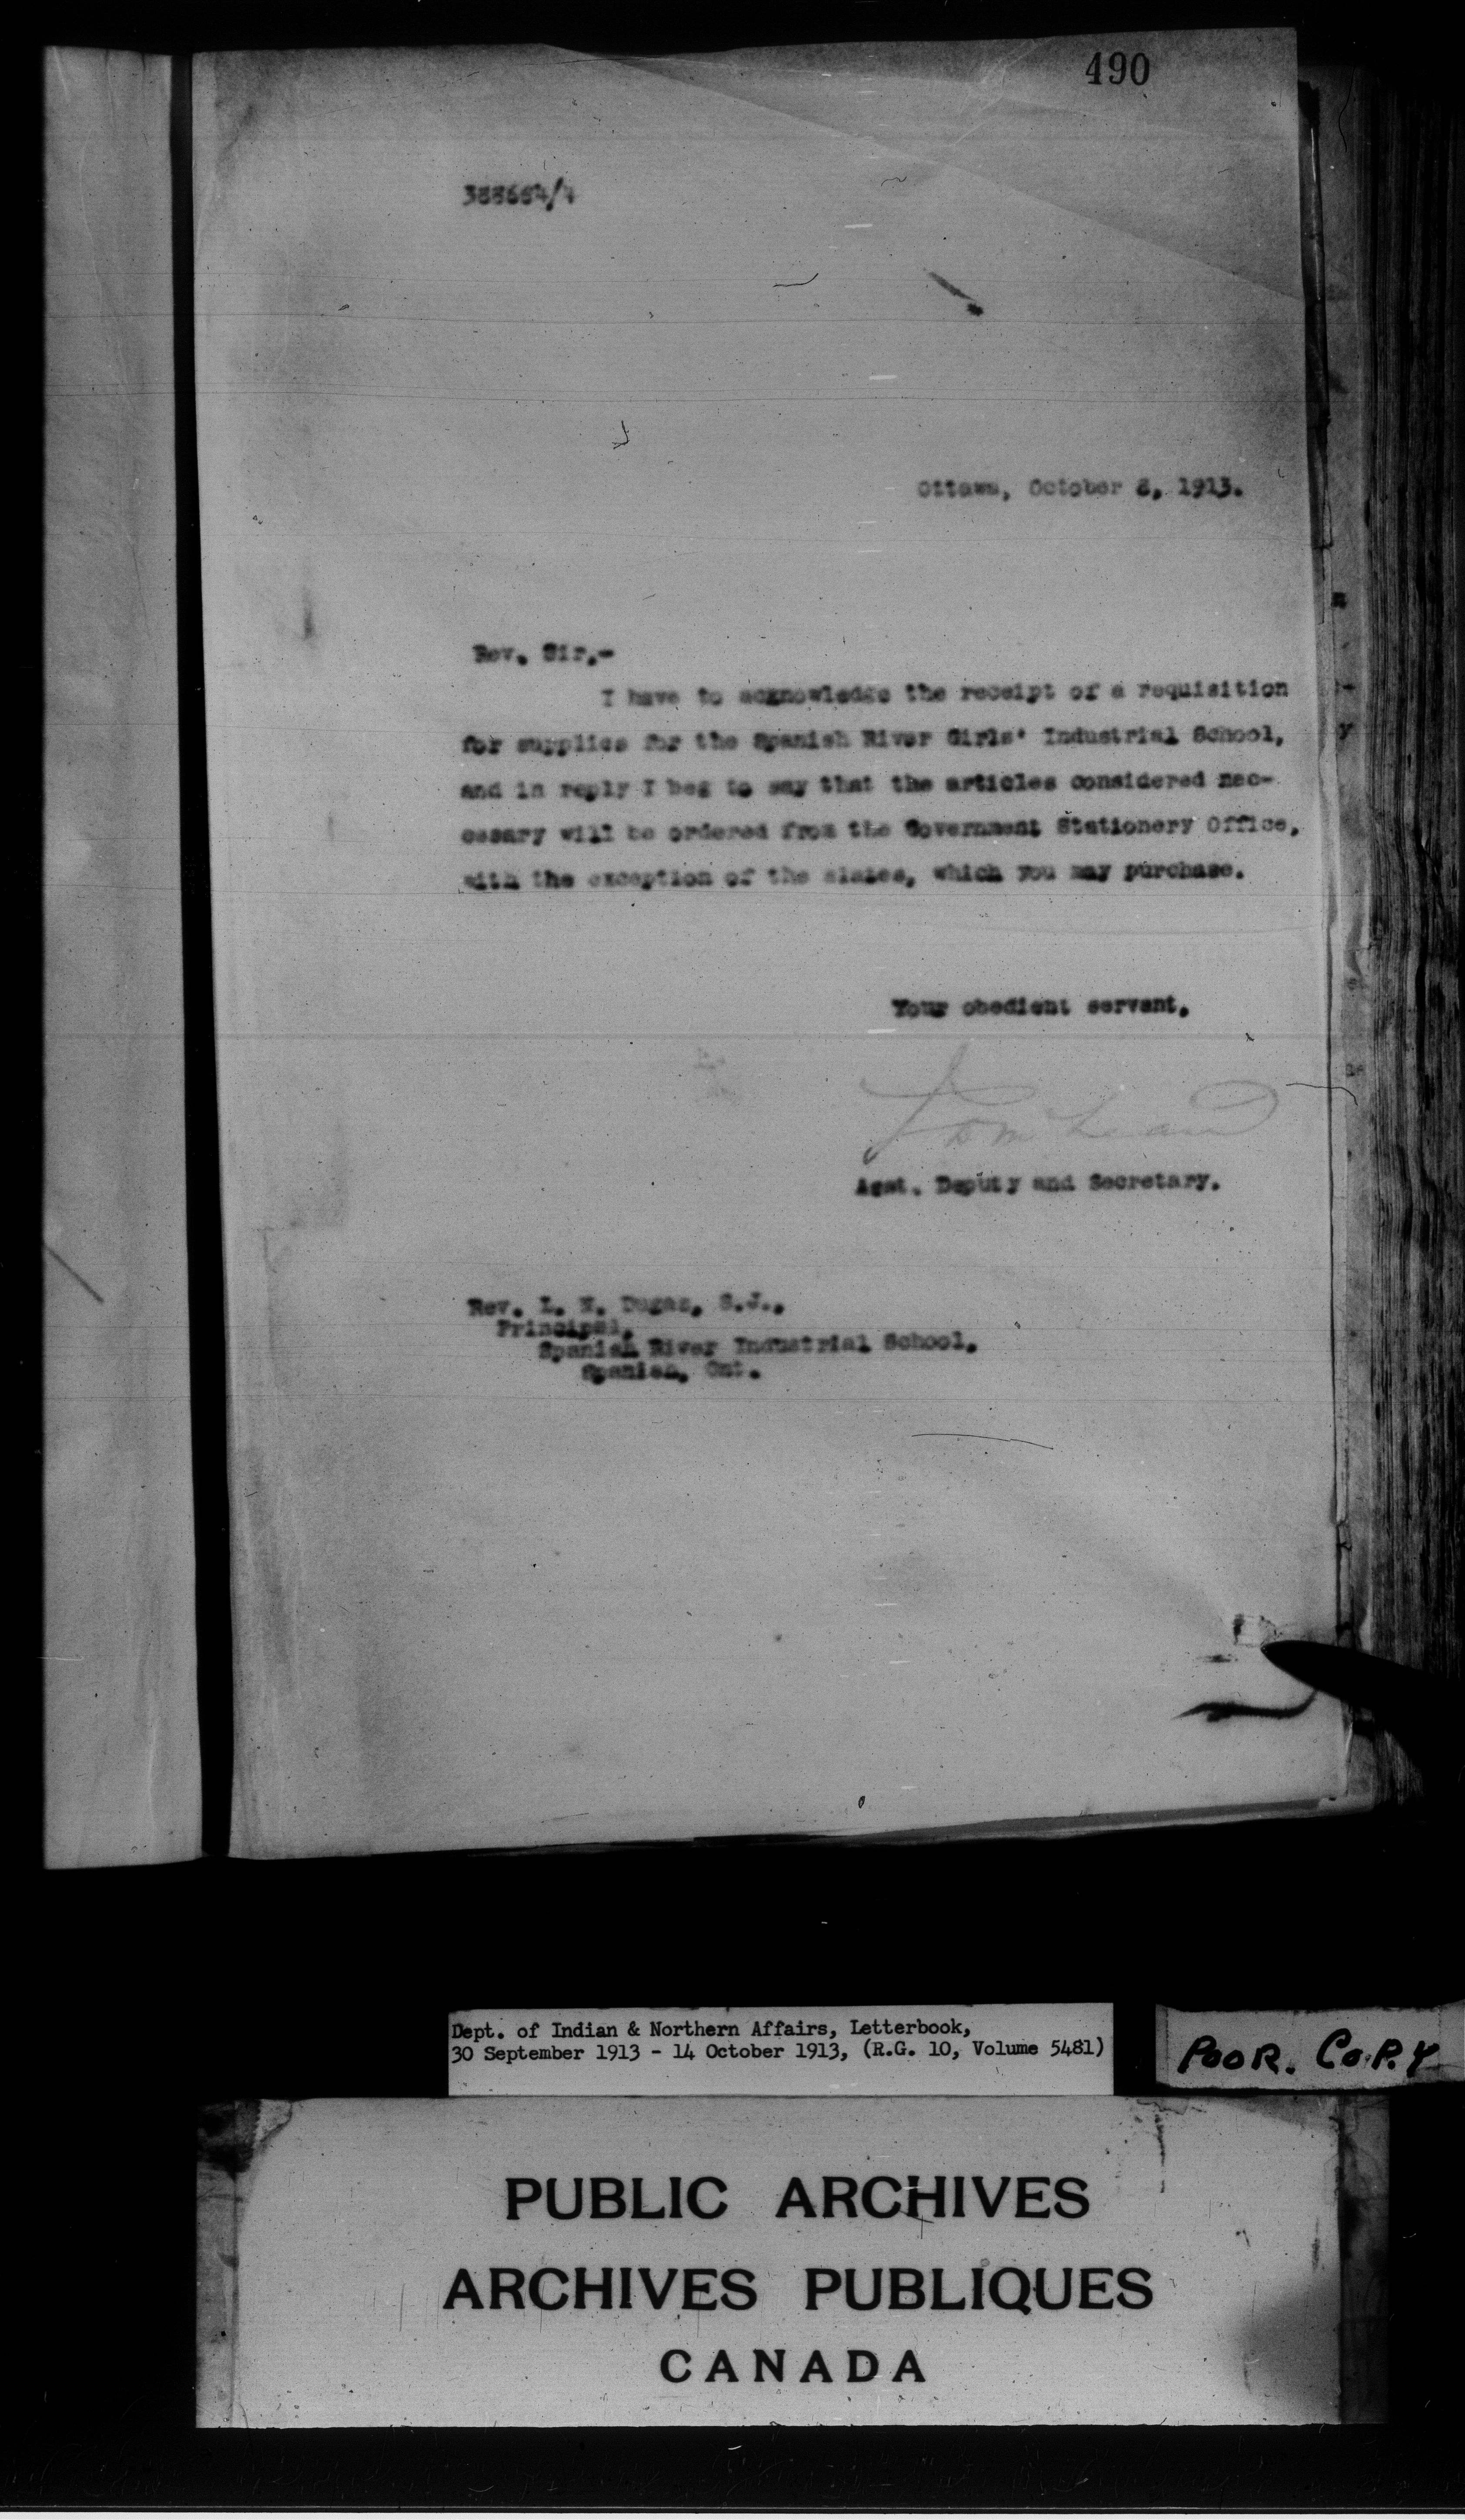 490
388654/4
Ottawa, October 8, 1913.
Rev. Sir,-
I have to acknowledge the receipt of a requisition
for supplies for the Spanish River Girls' Industrial School,
and in reply I beg to say that the articles considered nec-
essary will be ordered from the Government Stationery Office,
with the exception of the slates, which you may purchase.
Your obedient servant,
Asst. Deputy and Secretary.
Rev. L. N. Dugas, S.J.,
Principal,
Spanish River Industrial School,
Spanish, Ont.
Dept. of Indian & Northern Affairs, Letterbook,
30 September 1913 - 14 October 1913, (R.G. 10, Volume 5481)
POOR. COPY
PUBLIC ARCHIVES
ARCHIVES PUBLIQUES
CANADA